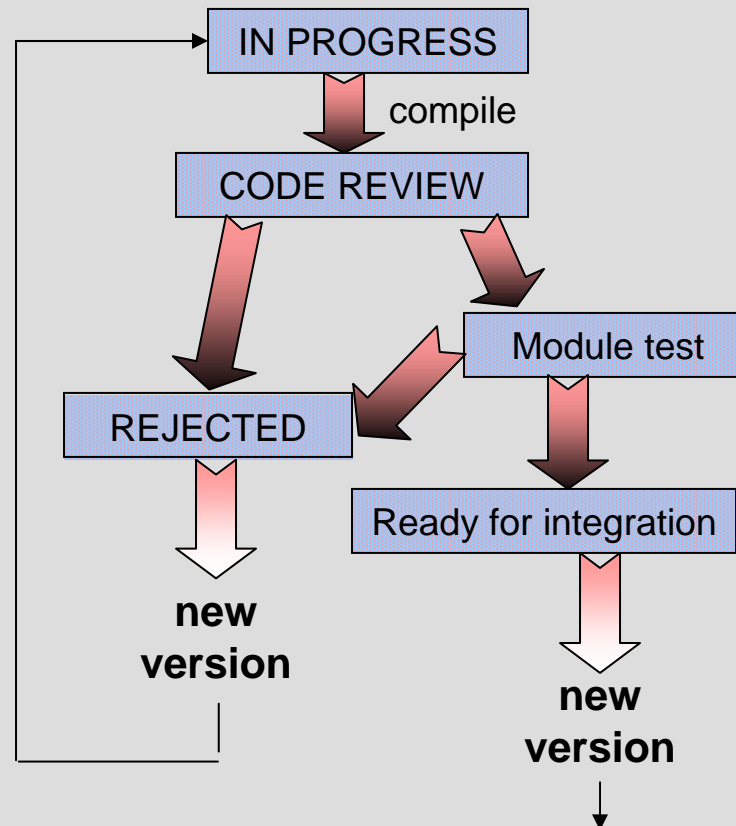 IN PROGRESS
compile
CODE REVIEW
Module test
REJECTED
Ready for integration
new
version
new
version